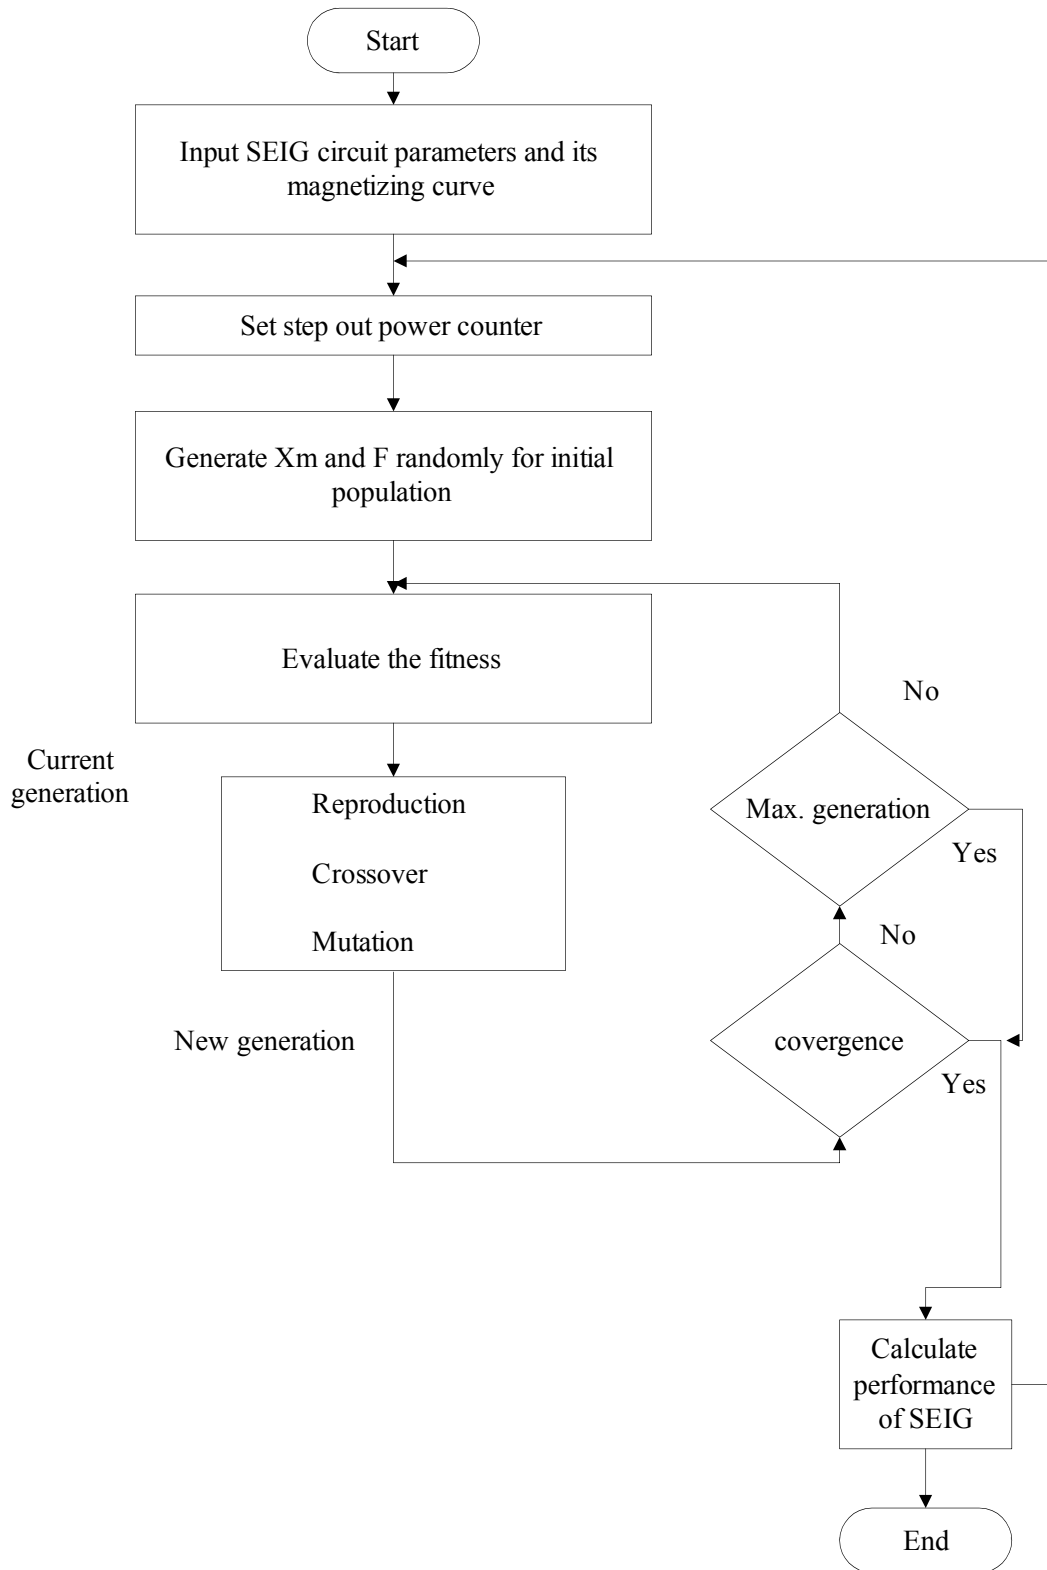 Start
Input SEIG circuit parameters and its
magnetizing curve
Set step out power counter
Generate Xm and F randomly for initial
population
Evaluate the fitness
No
Current
generation
Reproduction
Max. generation
Yes
Crossover
Mutation
No
New generation
covergence
Yes
Calculate
performance
of SEIG
End